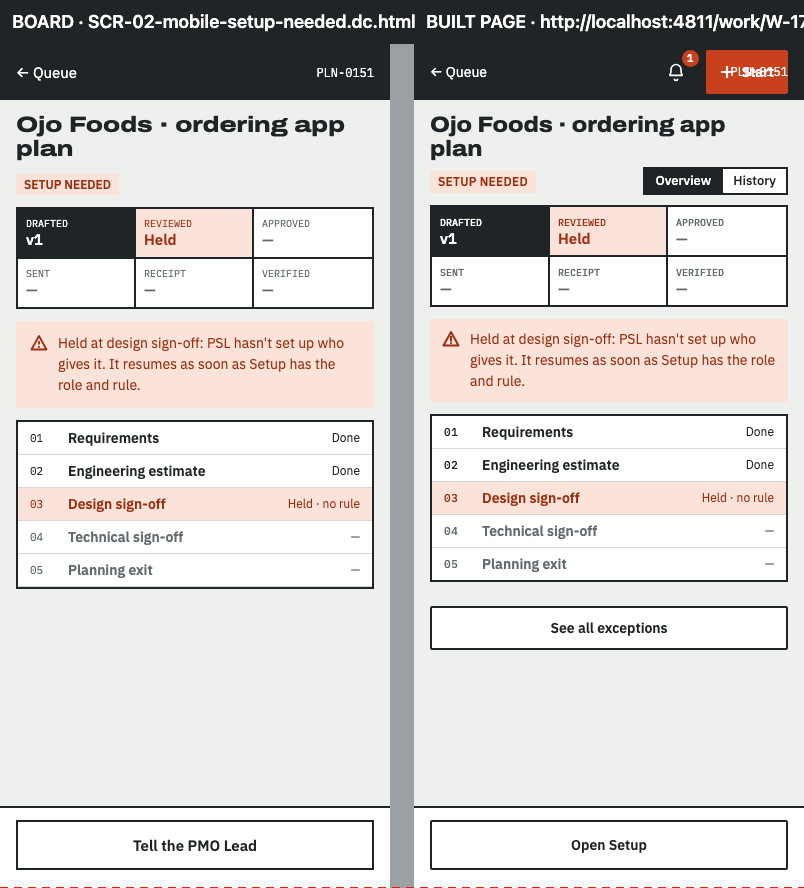 BOARD · SCR-02-mobile-setup-needed.dc.html
← Queue
PLN-0151
Ojo Foods · ordering app
plan
SETUP NEEDED
DRAFTED
v1
REVIEWED
Held
APPROVED
—
SENT
—
RECEIPT
—
VERIFIED
—
Held at design sign-off: PSL hasn't set up who
gives it. It resumes as soon as Setup has the
role and rule.
01 Requirements Done
02 Engineering estimate Done
03 Design sign-off Held · no rule
04 Technical sign-off —
05 Planning exit —
Tell the PMO Lead
BUILT PAGE · http://localhost:4811/work/W-17
← Queue
1
+ Start
PLN-0151
Ojo Foods · ordering app
plan
SETUP NEEDED
Overview
History
DRAFTED
v1
REVIEWED
Held
APPROVED
—
SENT
—
RECEIPT
—
VERIFIED
—
Held at design sign-off: PSL hasn't set up who
gives it. It resumes as soon as Setup has the role
and rule.
01 Requirements Done
02 Engineering estimate Done
03 Design sign-off Held · no rule
04 Technical sign-off —
05 Planning exit —
See all exceptions
Open Setup